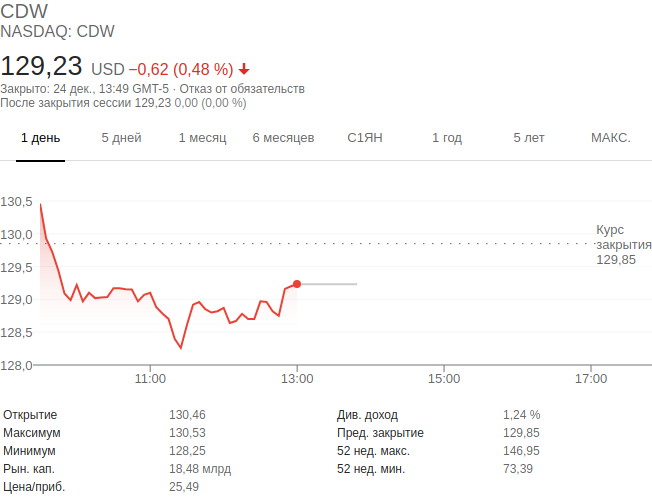 CDW
NASDAQ: CDW
129,23 USD −0,62 (0,48 %)
Закрыто: 24 дек., 13:49 GMT-5 · Отказ от обязательств
После закрытия сессии 129,23 0,00 (0,00 %)
1 день 5 дней 1 месяц 6 месяцев С1ЯН 1 год 5 лет МАКС.
130,5
130,0
129,5
129,0
128,5
128,0
Курс
закрытия
129,85
11:00 13:00 15:00 17:00
Открытие 130,46 Див. доход 1,24 %
Максимум 130,53 Пред. закрытие 129,85
Минимум 128,25 52 нед. макс. 146,95
Рын. кап. 18,48 млрд 52 нед. мин. 73,39
Цена/приб. 25,49